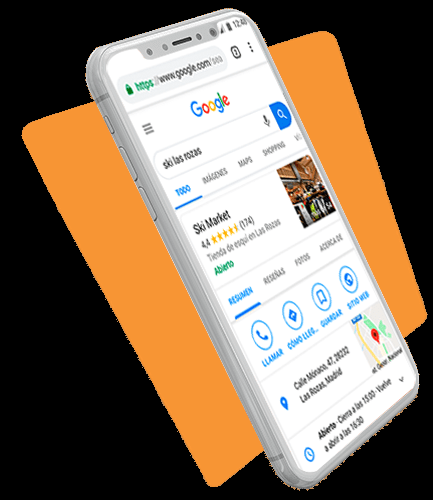 12:48
https://www.google.com/sea
Google
ski las rozas
TODO IMÁGENES MAPS SHOPPING
Ski Market
4,4 (174)
Tienda de esquí en Las Rozas
Abierto
RESUMEN RESEÑAS FOTOS ACERCA DE
LLAMAR CÓMO LLEG... GUARDAR SITIO WEB
Calle Mónaco, 47, 28232
Las Rozas, Madrid
Abierto · Cierra a las 15:00 · Vuelve
a abrir a las 16:30